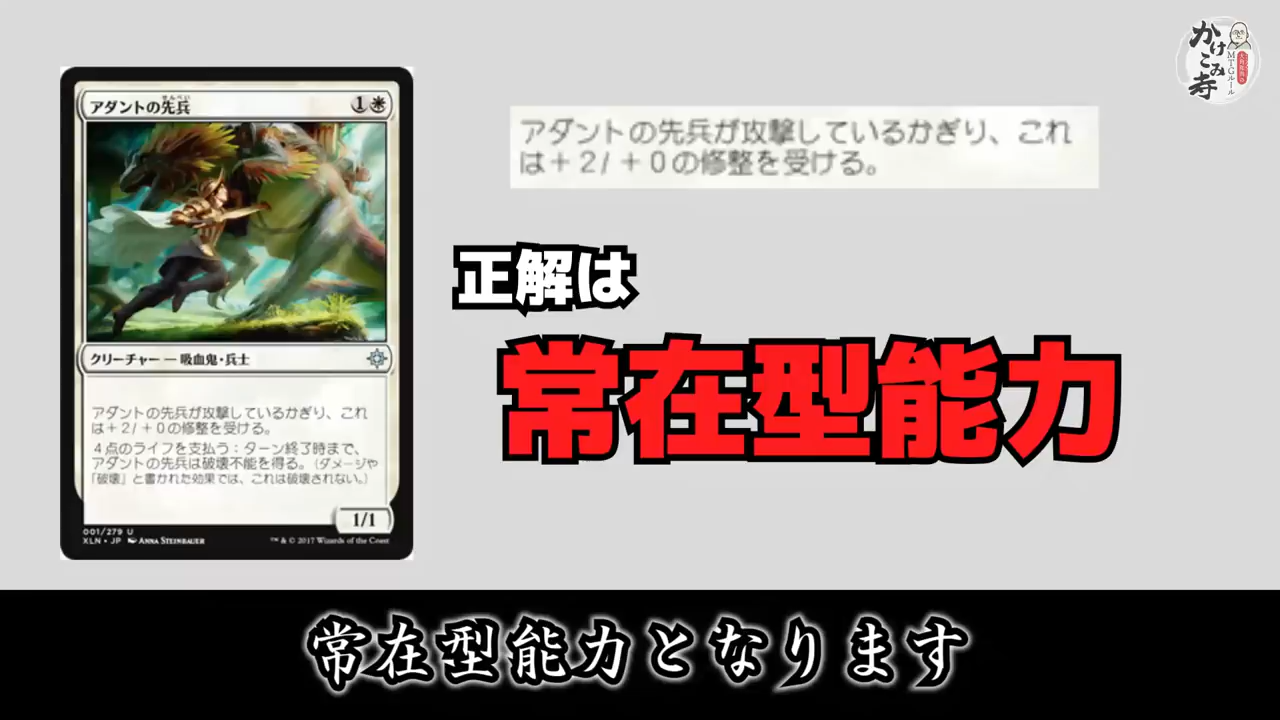 かけこみ寺
MTGルール
アダントの先兵
せんぺい
1
アダントの先兵が攻撃しているかぎり、これ
は+2/+0の修整を受ける。
正解は
常在型能力
クリーチャー — 吸血鬼・兵士
アダントの先兵が攻撃しているかぎり、これ
は+2/+0の修整を受ける。
4点のライフを支払う:ターン終了時まで、
アダントの先兵は破壊不能を得る。(ダメージや
「破壊」と書かれた効果では、これは破壊されない。)
1/1
001/279 U
XLN • JP Anna Steinbauer
™ & © 2017 Wizards of the Coast
常在型能力となります